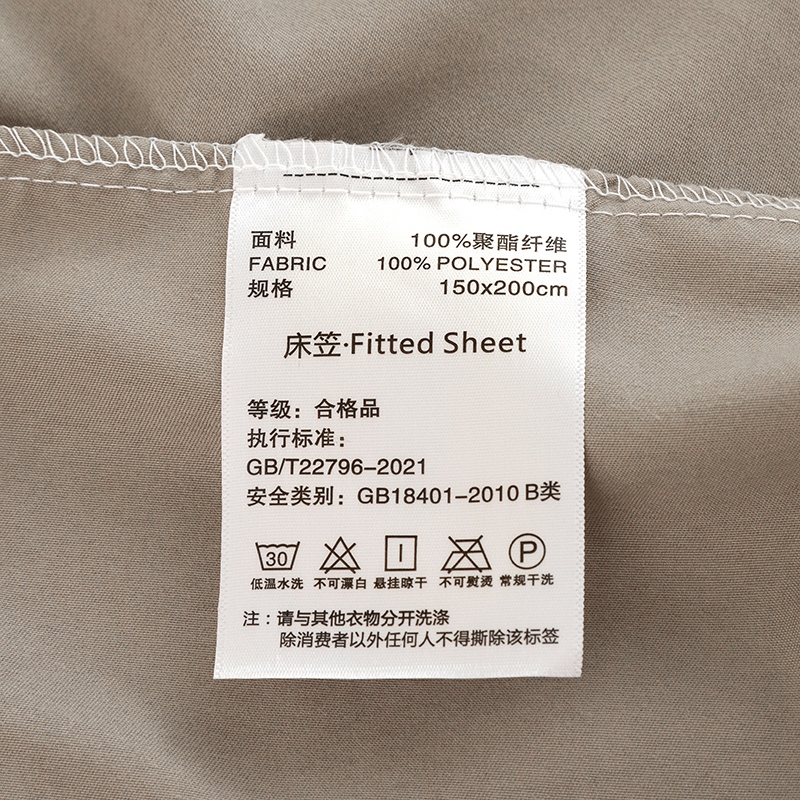 面料 100%聚酯纤维
FABRIC 100% POLYESTER
规格 150x200cm
床笠·Fitted Sheet
等级：合格品
执行标准：
GB/T22796-2021
安全类别：GB18401-2010 B类
30 P
低温水洗 不可漂白 悬挂晾干 不可熨烫 常规干洗
注：请与其他衣物分开洗涤
除消费者以外任何人不得撕除该标签